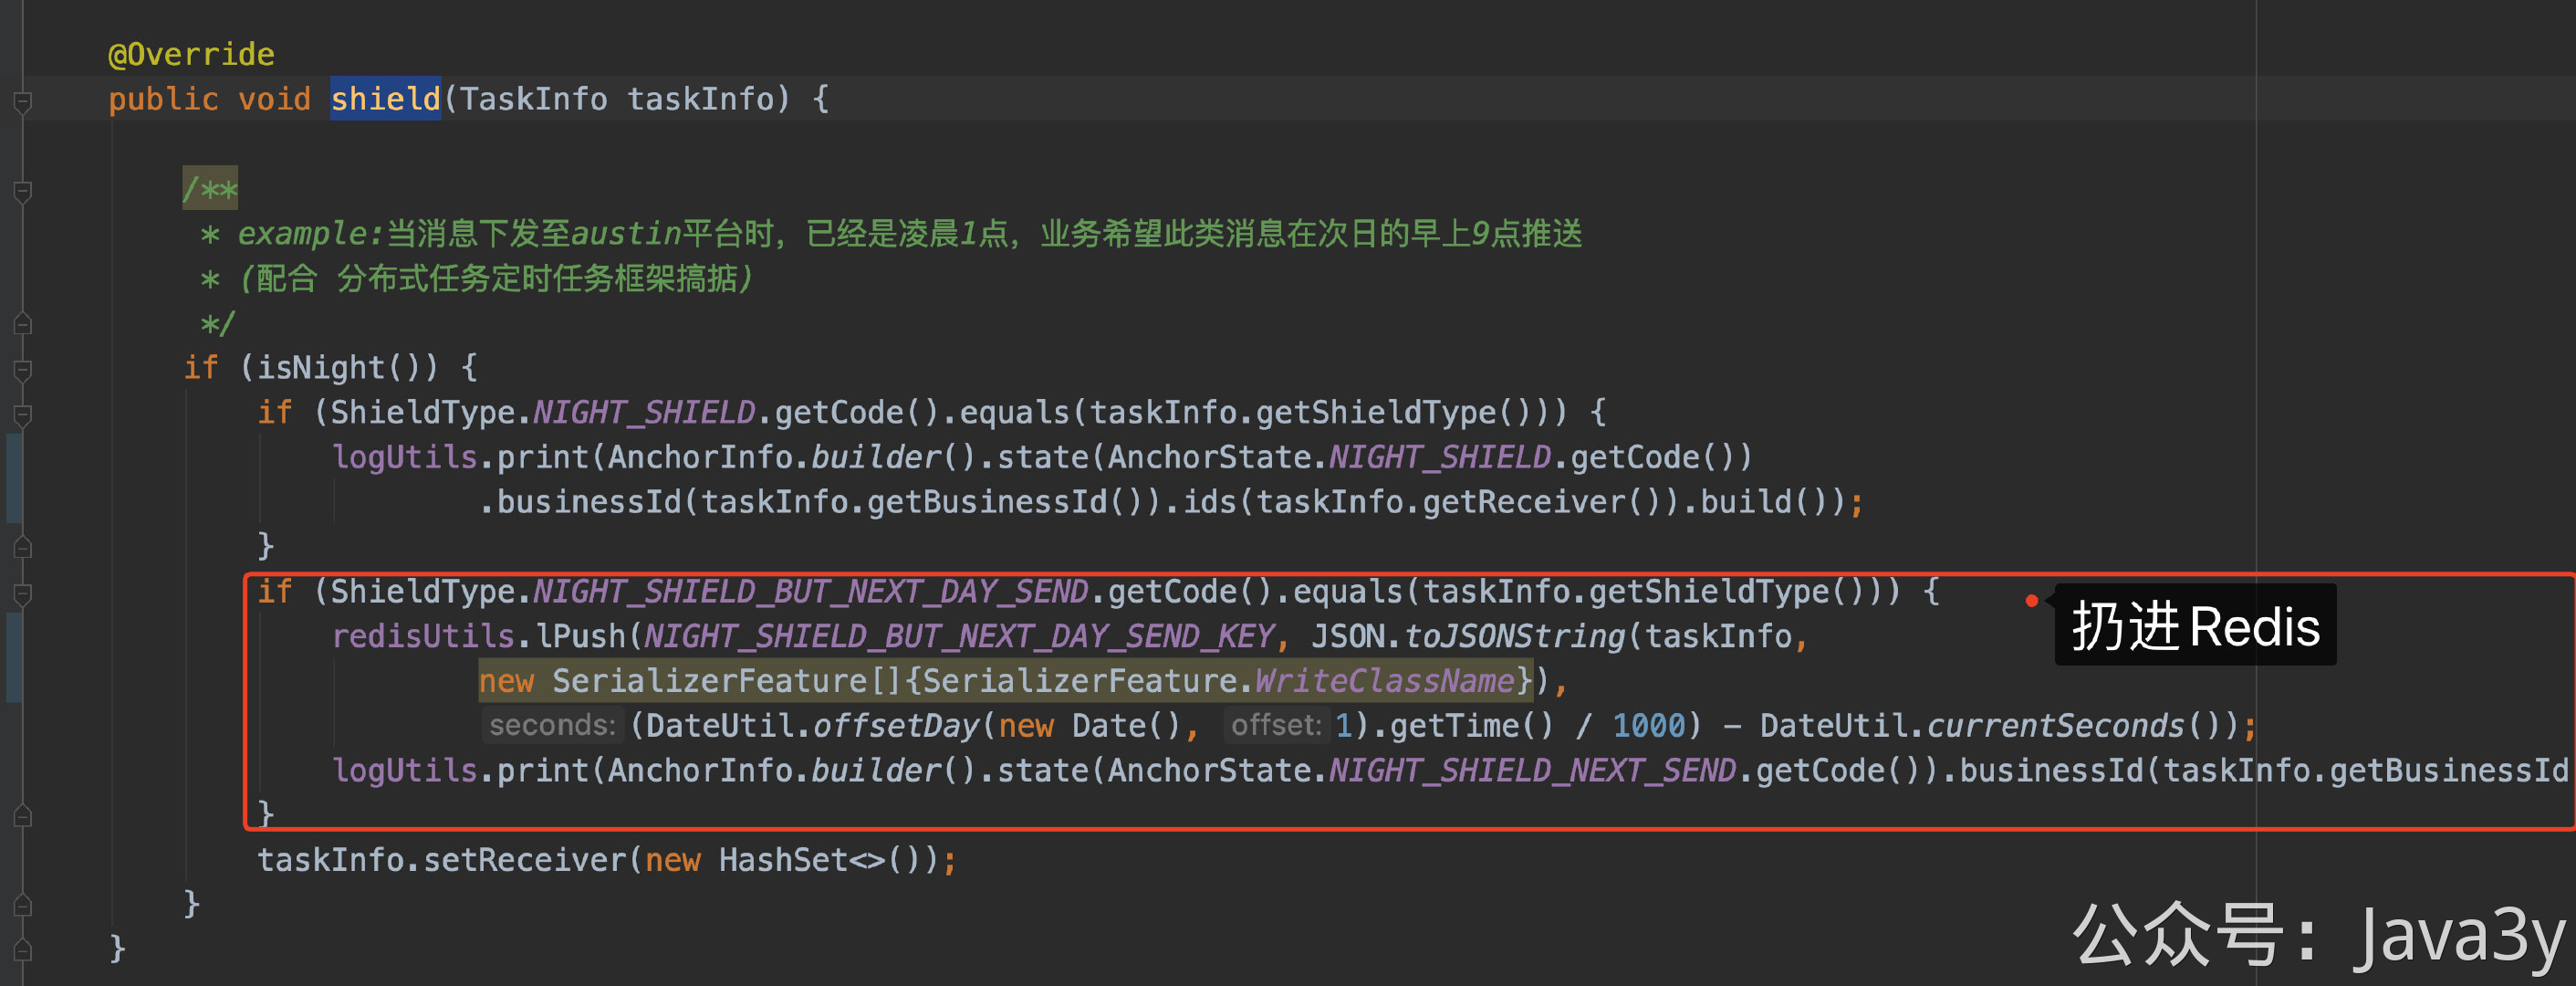 @Override
public void shield(TaskInfo taskInfo) {
/**
* example:当消息下发至austin平台时，已经是凌晨1点，业务希望此类消息在次日的早上9点推送
* (配合 分布式任务定时任务框架搞掂)
*/
if (isNight()) {
if (ShieldType.NIGHT_SHIELD.getCode().equals(taskInfo.getShieldType())) {
logUtils.print(AnchorInfo.builder().state(AnchorState.NIGHT_SHIELD.getCode())
.businessId(taskInfo.getBusinessId()).ids(taskInfo.getReceiver()).build());
}
if (ShieldType.NIGHT_SHIELD_BUT_NEXT_DAY_SEND.getCode().equals(taskInfo.getShieldType())) {
扔进Redis
redisUtils.lPush(NIGHT_SHIELD_BUT_NEXT_DAY_SEND_KEY, JSON.toJSONString(taskInfo,
new SerializerFeature[]{SerializerFeature.WriteClassName}),
seconds: (DateUtil.offsetDay(new Date(), offset: 1).getTime() / 1000) - DateUtil.currentSeconds());
logUtils.print(AnchorInfo.builder().state(AnchorState.NIGHT_SHIELD_NEXT_SEND.getCode()).businessId(taskInfo.getBusinessId
}
taskInfo.setReceiver(new HashSet<>());
}
}
公众号：Java3y